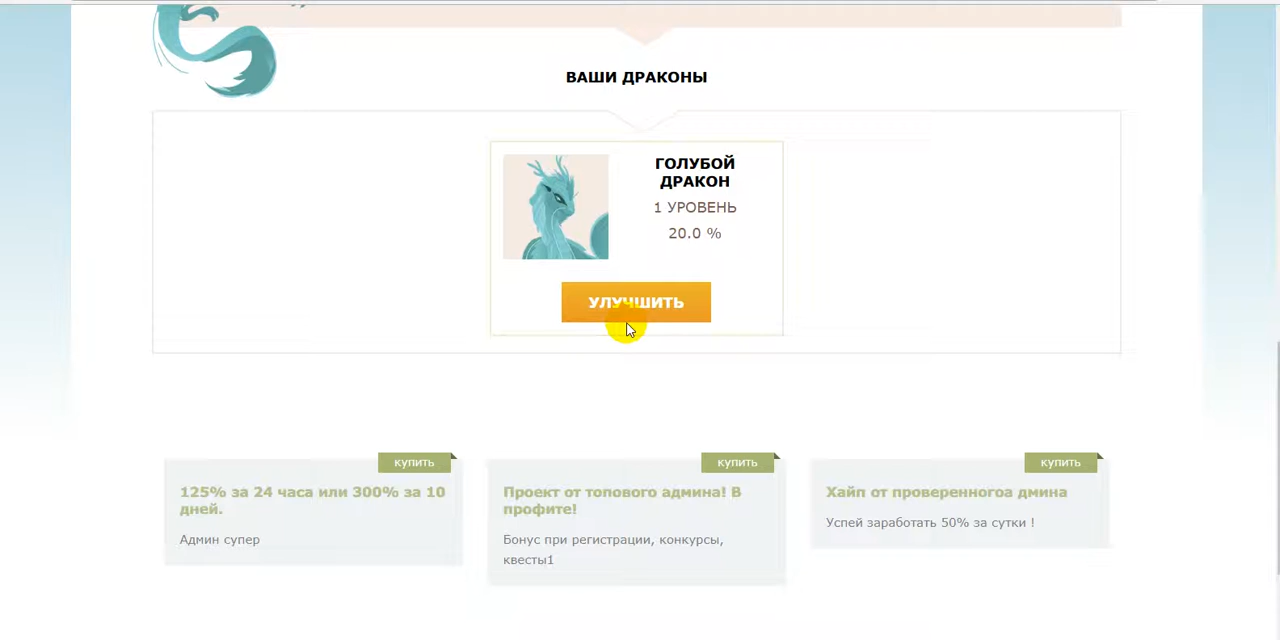 ВАШИ ДРАКОНЫ
ГОЛУБОЙ
ДРАКОН
1 УРОВЕНЬ
20.0 %
УЛУЧШИТЬ
купить
125% за 24 часа или 300% за 10
дней.
Админ супер
купить
Проект от топового админа! В
профите!
Бонус при регистрации, конкурсы,
квесты1
купить
Хайп от проверенногоа дмина
Успей заработать 50% за сутки !